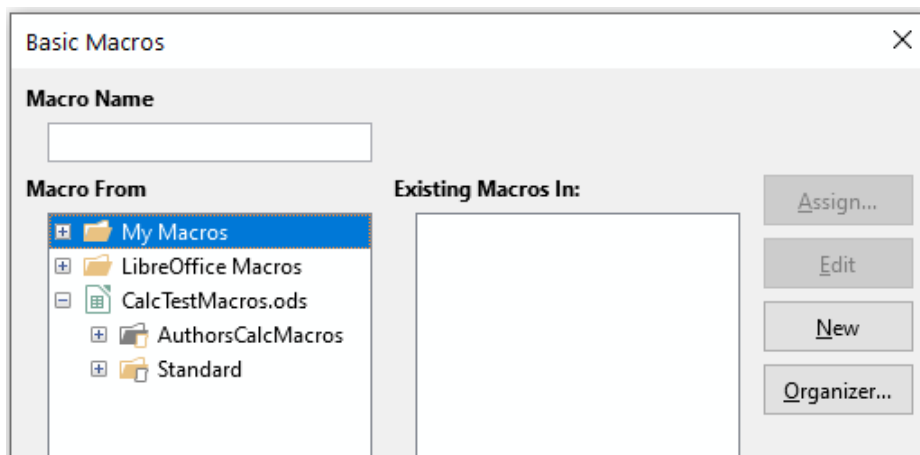 Basic Macros
Macro Name
Macro From
Existing Macros In:
My Macros
LibreOffice Macros
CalcTestMacros.ods
AuthorsCalcMacros
Standard
Assign...
Edit
New
Organizer...